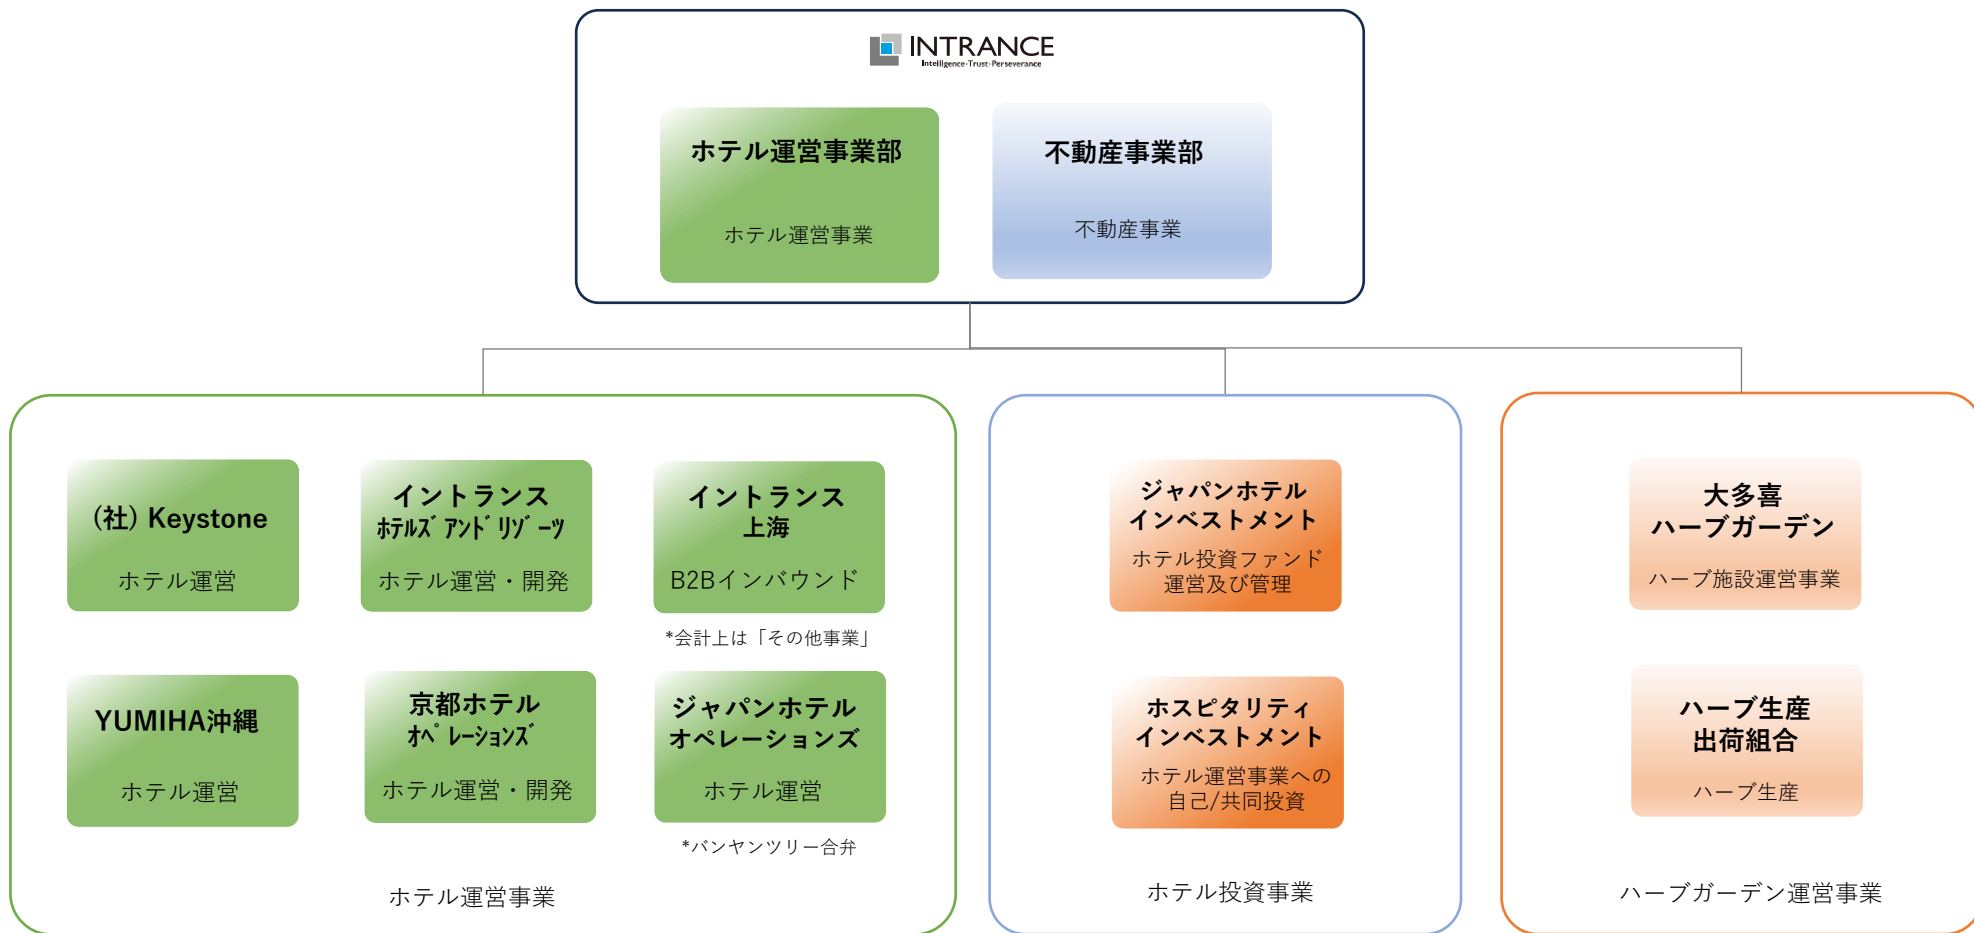 INTRANCE
Intelligence・Trust・Perseverance
ホテル運営事業部
ホテル運営事業
不動産事業部
不動産事業
(社) Keystone
ホテル運営
イントランス
ﾎﾃﾙｽﾞｱﾝﾄﾞﾘｿﾞｰﾂ
ホテル運営・開発
イントランス
上海
B2Bインバウンド
*会計上は「その他事業」
YUMIHA沖縄
ホテル運営
京都ホテル
ｵﾍﾟﾚｰｼｮﾝｽﾞ
ホテル運営・開発
ジャパンホテル
オペレーションズ
ホテル運営
*バンヤンツリー合弁
ホテル運営事業
ジャパンホテル
インベストメント
ホテル投資ファンド
運営及び管理
ホスピタリティ
インベストメント
ホテル運営事業への
自己/共同投資
ホテル投資事業
大多喜
ハーブガーデン
ハーブ施設運営事業
ハーブ生産
出荷組合
ハーブ生産
ハーブガーデン運営事業